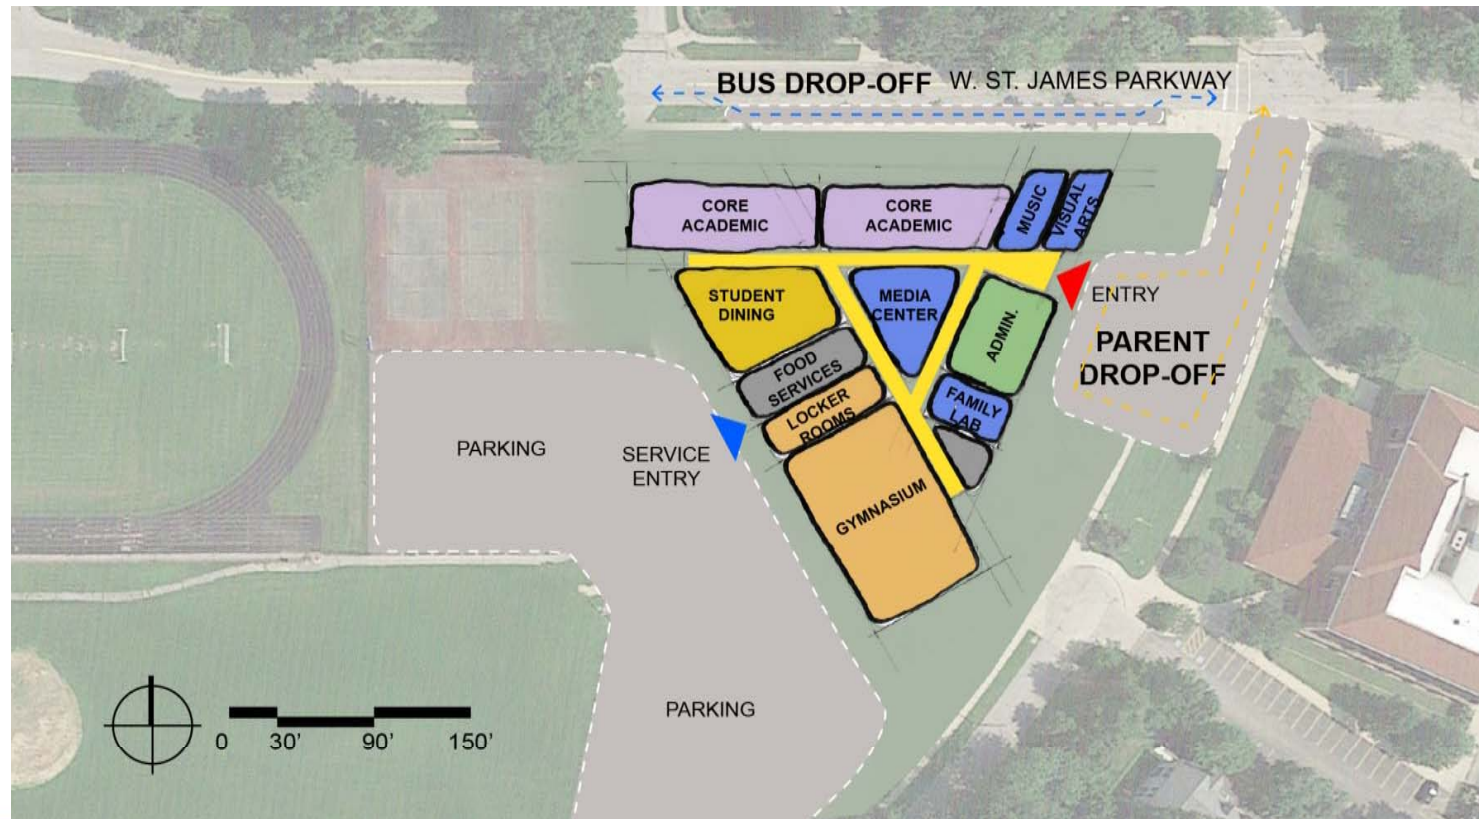 BUS DROP-OFF W. ST. JAMES PARKWAY
CORE
ACADEMIC
CORE
ACADEMIC
MUSIC
VISUAL
ARTS
STUDENT
DINING
MEDIA
CENTER
ADMIN.
ENTRY
PARENT
DROP-OFF
FOOD
SERVICES
LOCKER
ROOMS
FAMILY
LAB
PARKING
SERVICE
ENTRY
GYMNASIUM
PARKING
0 30' 90' 150'